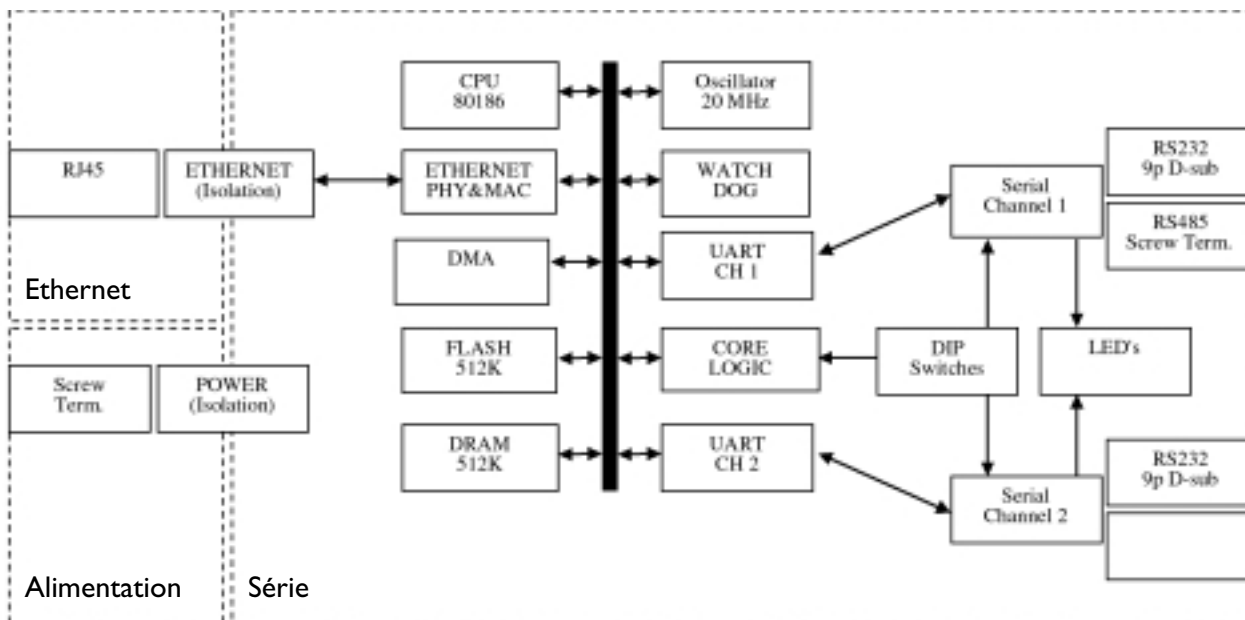 CPU
80186
Oscillator
20 MHz
RJ45
ETHERNET
(Isolation)
ETHERNET
PHY&MAC
WATCH
DOG
Serial
Channel 1
RS232
9p D-sub
RS485
Screw Term.
DMA
UART
CH 1
Ethernet
Screw
Term.
POWER
(Isolation)
FLASH
512K
CORE
LOGIC
DIP
Switches
LED's
DRAM
512K
UART
CH 2
Serial
Channel 2
RS232
9p D-sub
Alimentation
Série